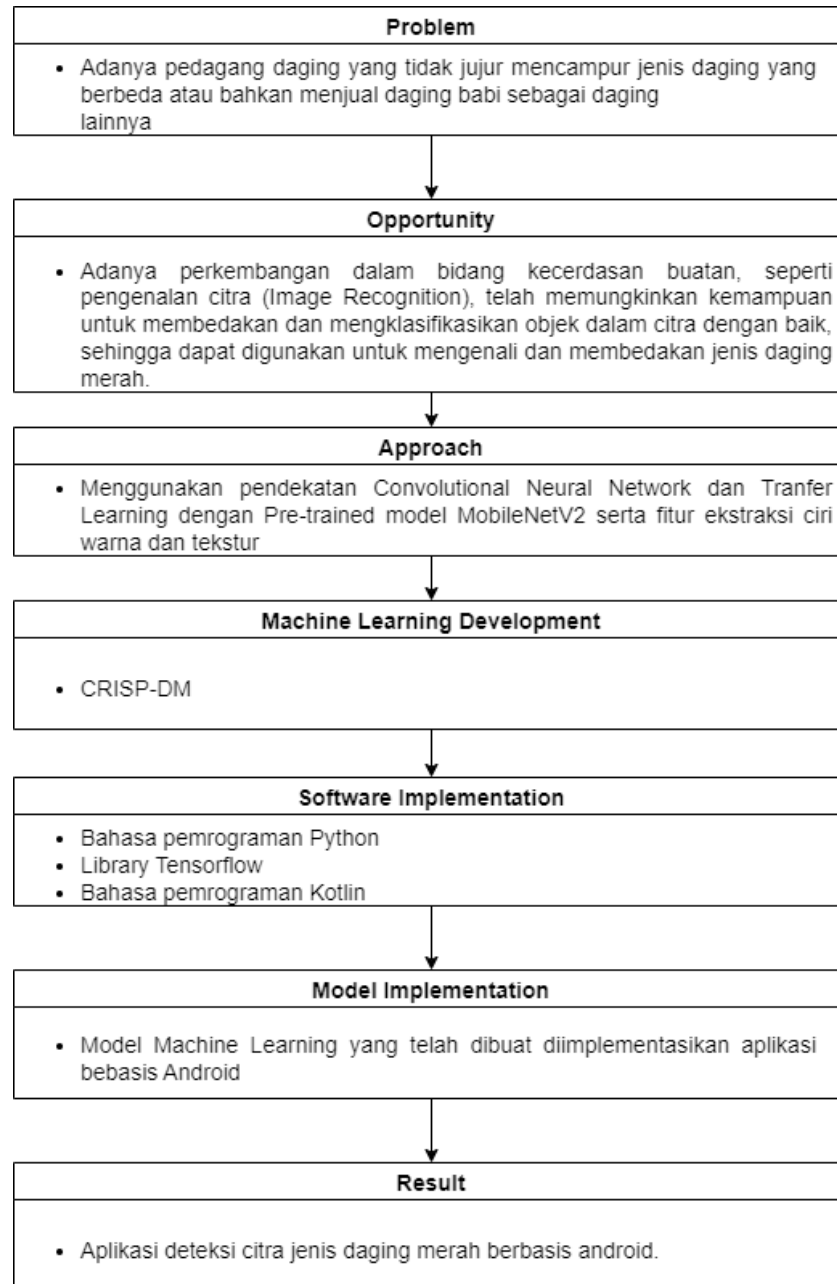 Problem
• Adanya pedagang daging yang tidak jujur mencampur jenis daging yang
berbeda atau bahkan menjual daging babi sebagai daging
lainnya
Opportunity
• Adanya perkembangan dalam bidang kecerdasan buatan, seperti
pengenalan citra (Image Recognition), telah memungkinkan kemampuan
untuk membedakan dan mengklasifikasikan objek dalam citra dengan baik,
sehingga dapat digunakan untuk mengenali dan membedakan jenis daging
merah.
Approach
• Menggunakan pendekatan Convolutional Neural Network dan Tranfer
Learning dengan Pre-trained model MobileNetV2 serta fitur ekstraksi ciri
warna dan tekstur
Machine Learning Development
• CRISP-DM
Software Implementation
• Bahasa pemrograman Python
• Library Tensorflow
• Bahasa pemrograman Kotlin
Model Implementation
• Model Machine Learning yang telah dibuat diimplementasikan aplikasi
bebasis Android
Result
• Aplikasi deteksi citra jenis daging merah berbasis android.